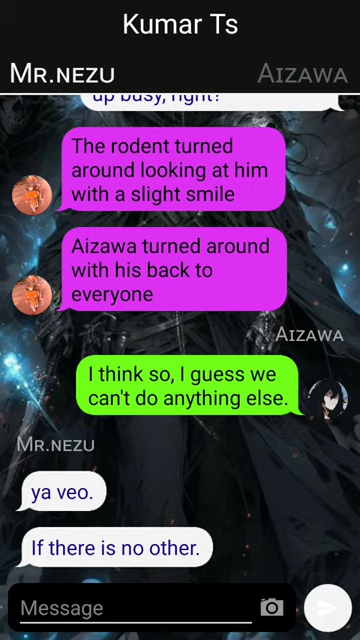 Kumar Ts
MR.NEZU AIZAWA
up busy, right?
The rodent turned
around looking at him
with a slight smile
Aizawa turned around
with his back to
everyone
AIZAWA
I think so, I guess we
can't do anything else.
MR.NEZU
ya veo.
If there is no other.
Message